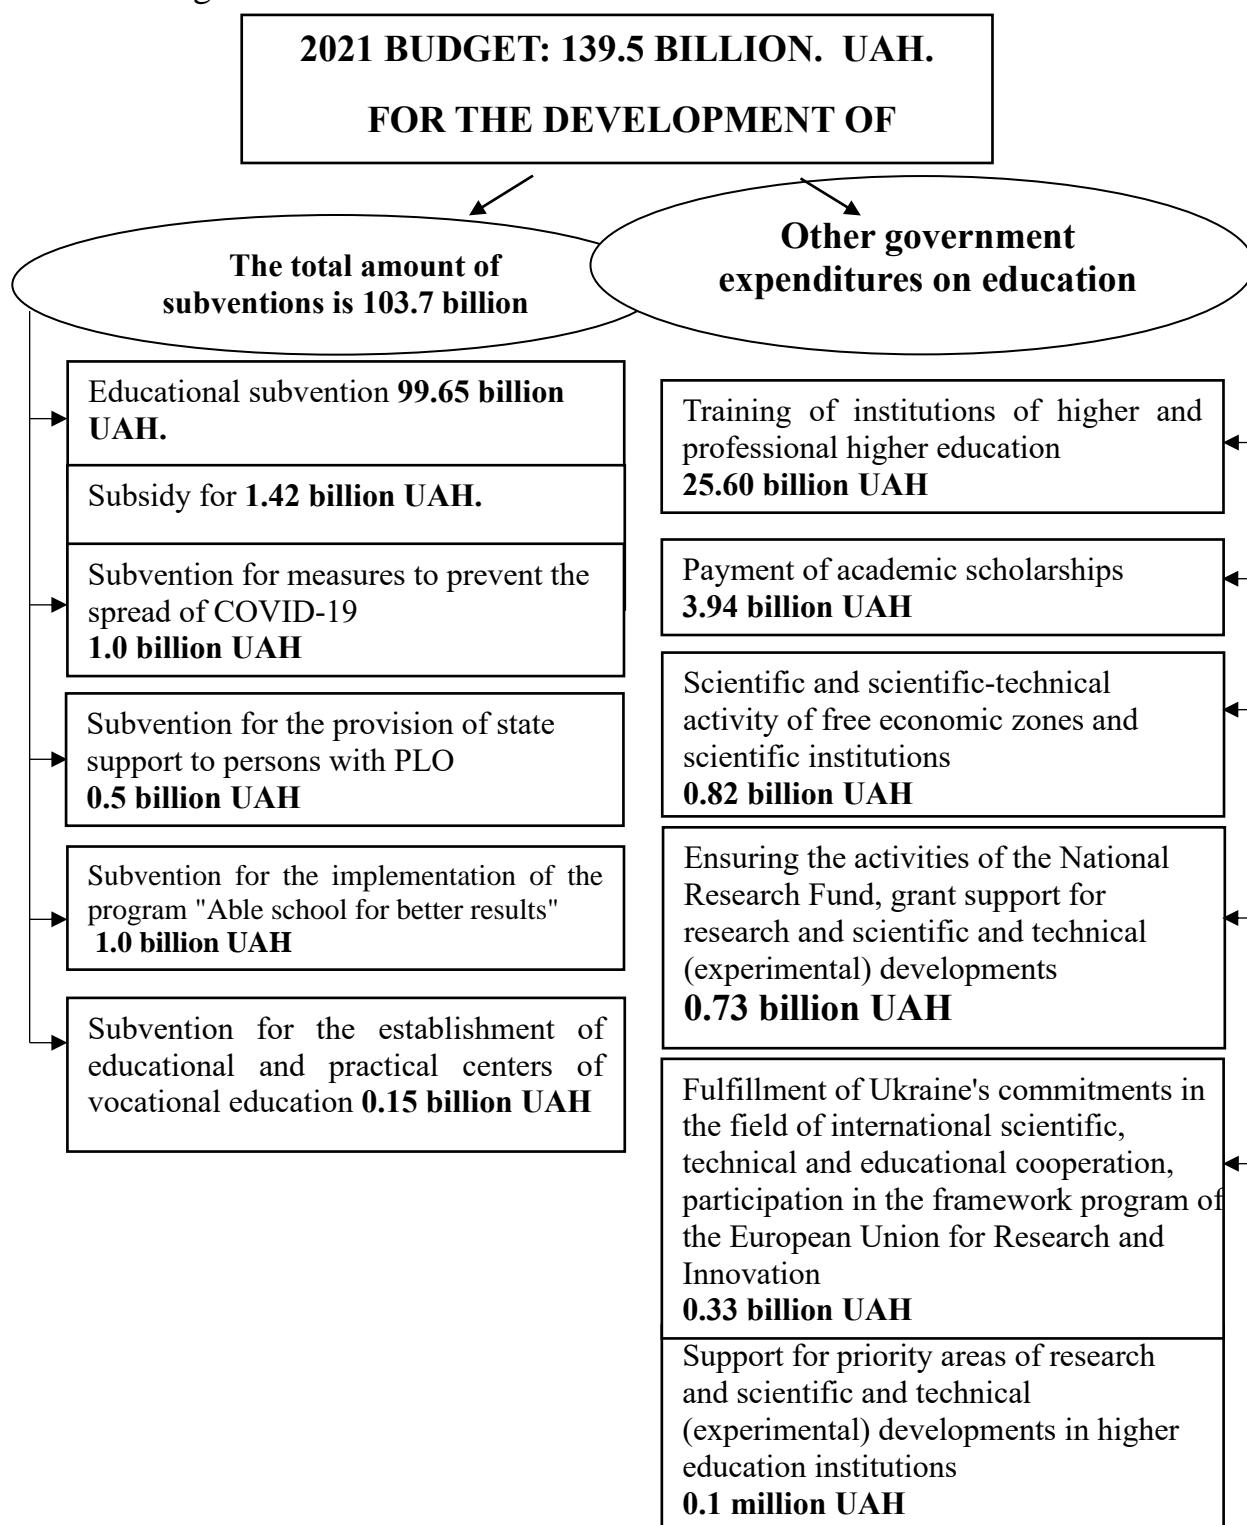 2021 BUDGET: 139.5 BILLION. UAH.
FOR THE DEVELOPMENT OF
The total amount of
subventions is 103.7 billion
Other government
expenditures on education
Educational subvention 99.65 billion
UAH.
Subsidy for 1.42 billion UAH.
Subvention for measures to prevent the
spread of COVID-19
1.0 billion UAH
Subvention for the provision of state
support to persons with PLO
0.5 billion UAH
Subvention for the implementation of the
program "Able school for better results"
1.0 billion UAH
Subvention for the establishment of
educational and practical centers of
vocational education 0.15 billion UAH
Training of institutions of higher and
professional higher education
25.60 billion UAH
Payment of academic scholarships
3.94 billion UAH
Scientific and scientific-technical
activity of free economic zones and
scientific institutions
0.82 billion UAH
Ensuring the activities of the National
Research Fund, grant support for
research and scientific and technical
(experimental) developments
0.73 billion UAH
Fulfillment of Ukraine's commitments in
the field of international scientific,
technical and educational cooperation,
participation in the framework program of
the European Union for Research and
Innovation
0.33 billion UAH
Support for priority areas of research
and scientific and technical
(experimental) developments in higher
education institutions
0.1 million UAH